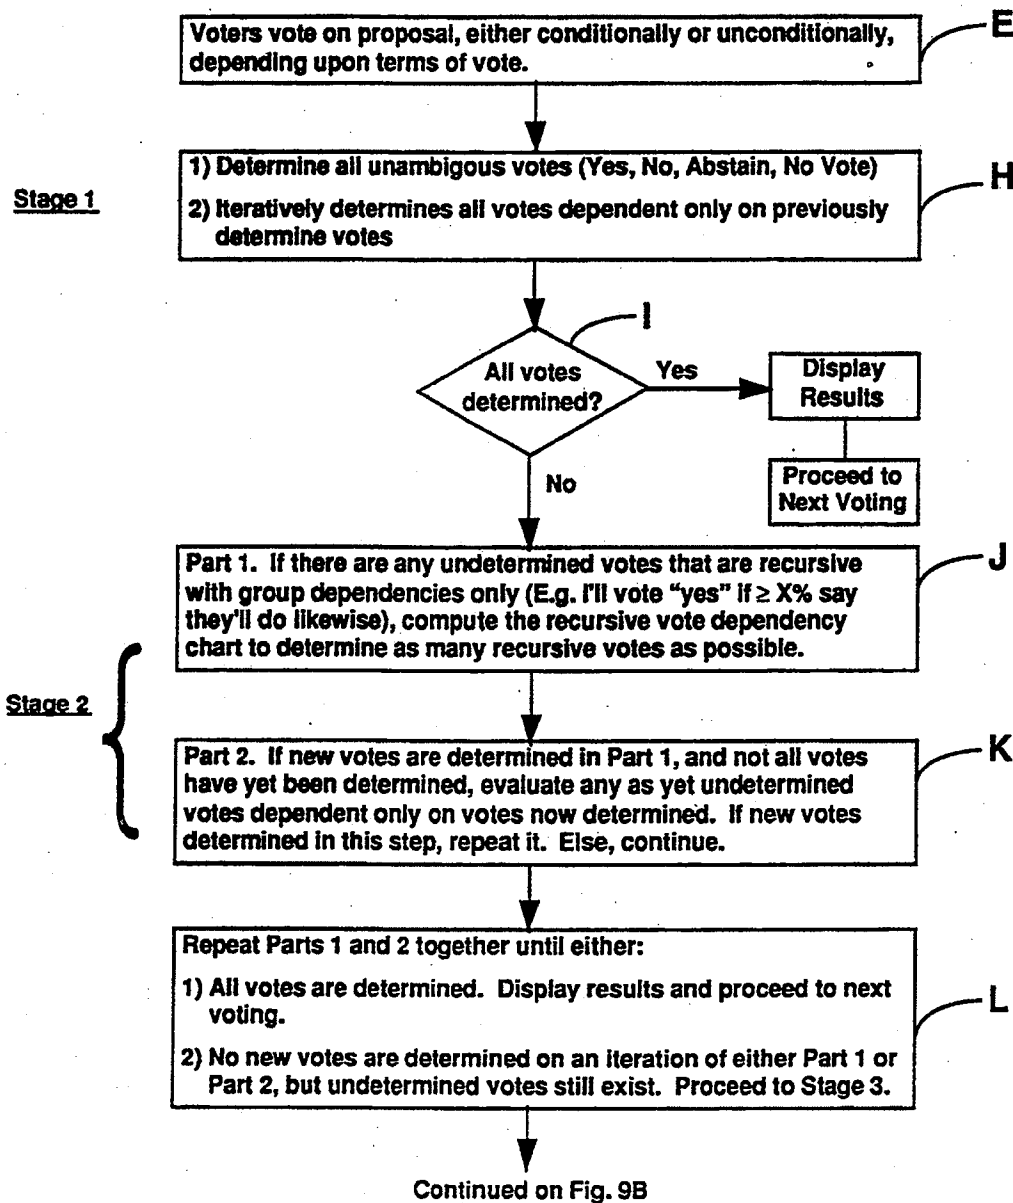 Voters vote on proposal, either conditionally or unconditionally,
depending upon terms of vote.
E
Stage 1
1) Determine all unambigous votes (Yes, No, Abstain, No Vote)
2) Iteratively determines all votes dependent only on previously
determine votes
H
I
All votes
determined?
Yes
Display
Results
Proceed to
Next Voting
No
Part 1. If there are any undetermined votes that are recursive
with group dependencies only (E.g. I'll vote "yes" if ≥ X% say
they'll do likewise), compute the recursive vote dependency
chart to determine as many recursive votes as possible.
J
Stage 2
Part 2. If new votes are determined in Part 1, and not all votes
have yet been determined, evaluate any as yet undetermined
votes dependent only on votes now determined. If new votes
determined in this step, repeat it. Else, continue.
K
Repeat Parts 1 and 2 together until either:
1) All votes are determined. Display results and proceed to next
voting.
2) No new votes are determined on an iteration of either Part 1 or
Part 2, but undetermined votes still exist. Proceed to Stage 3.
L
Continued on Fig. 9B